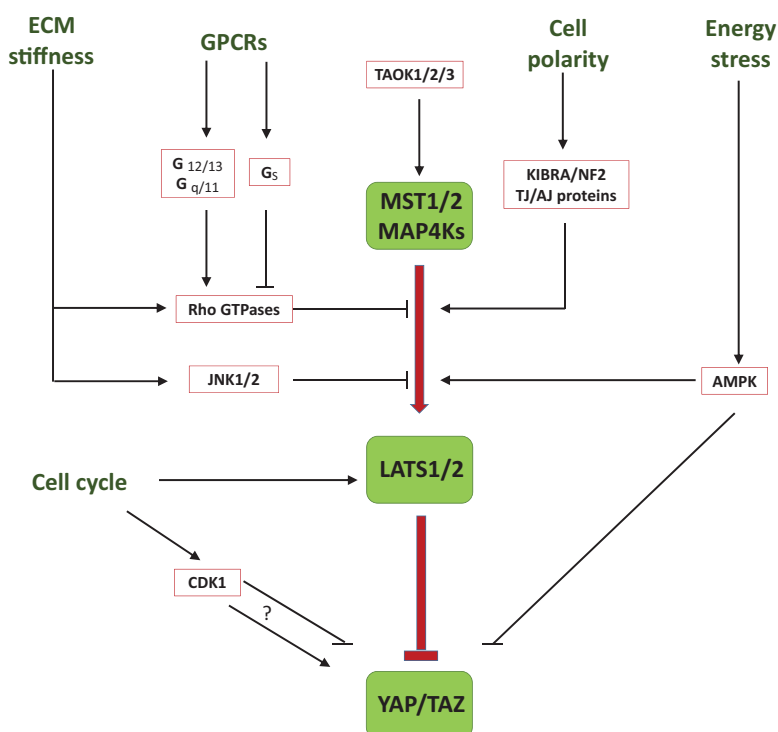 ECM
stiffness
GPCRs
Cell
polarity
Energy
stress
TAOK1/2/3
G 12/13
G q/11
GS
KIBRA/NF2
TJ/AJ proteins
MST1/2
MAP4Ks
Rho GTPases
JNK1/2
AMPK
LATS1/2
Cell cycle
CDK1
?
YAP/TAZ